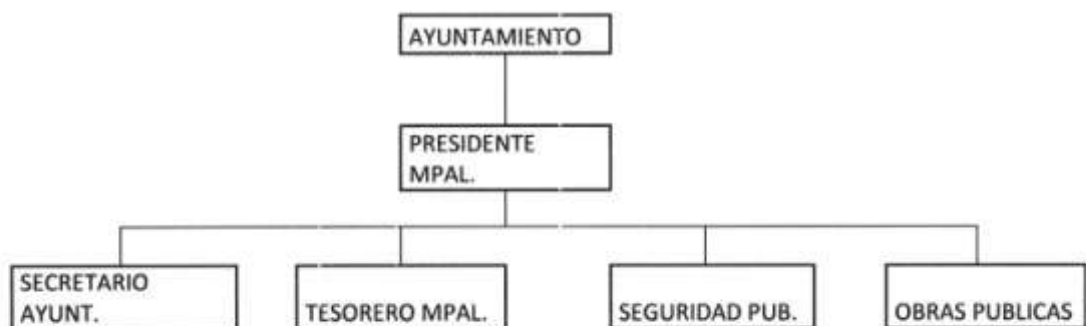 AYUNTAMIENTO
PRESIDENTE
MPAL.
SECRETARIO
AYUNT.
TESORERO MPAL.
SEGURIDAD PUB.
OBRAS PUBLICAS